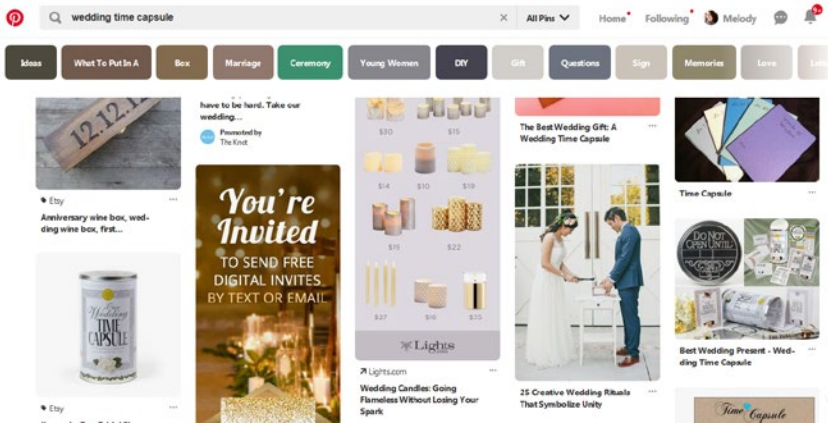 wedding time capsule
All Pins
Home
Following
Melody
9+
Ideas
What To Put In A
Box
Marriage
Ceremony
Young Women
DIY
Gift
Questions
Sign
Memories
Love
12.12.12
Etsy
Anniversary wine box, wed-
ding wine box, first...
Wedding
TIME
CAPSULE
Etsy
have to be hard. Take our
wedding...
Promoted by
The Knot
You're
Invited
TO SEND FREE
DIGITAL INVITES
BY TEXT OR EMAIL
$30
$15
$14
$10
$19
$19
$22
$27
$16
Lights
Lights.com
Wedding Candles: Going
Flameless Without Losing Your
Spark
The Best Wedding Gift: A
Wedding Time Capsule
25 Creative Wedding Rituals
That Symbolize Unity
Time Capsule
DO NOT
OPEN UNTIL
Best Wedding Present - Wed-
ding Time Capsule
Time Capsule